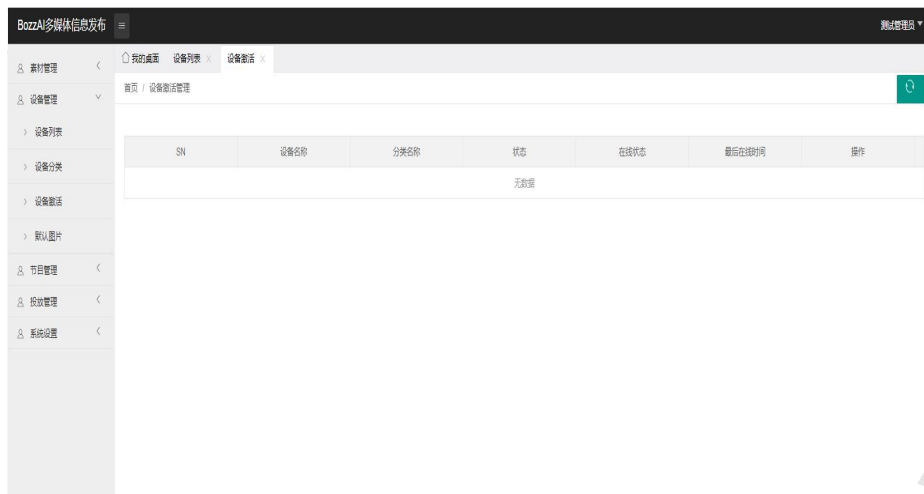 BozzAI多媒体信息发布
测试管理员
素材管理
设备管理
设备列表
设备分类
设备激活
默认图片
节目管理
投放管理
系统设置
我的桌面 设备列表 设备激活
首页 / 设备激活管理
SN 设备名称 分类名称 状态 在线状态 最后在线时间 操作
无数据